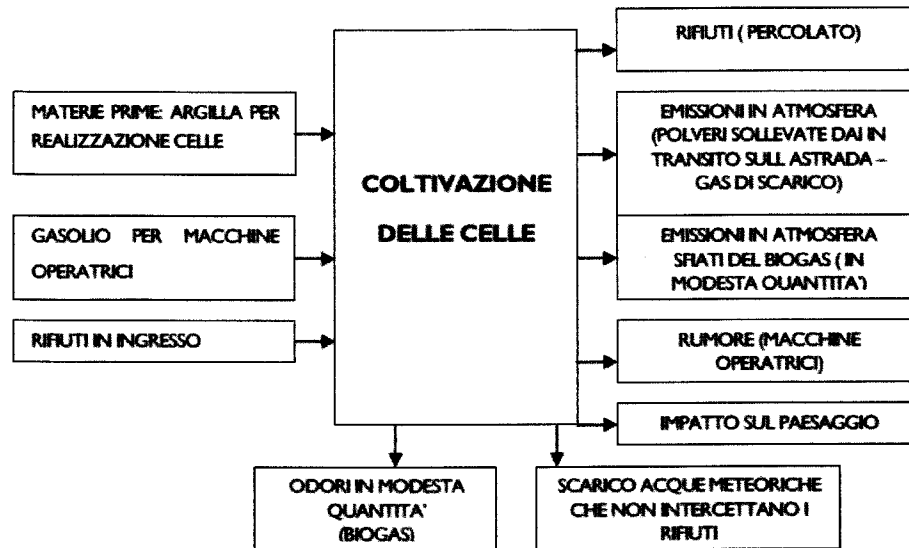 MATERIE PRIME: ARGILLA PER
REALIZZAZIONE CELLE
GASOLIO PER MACCHINE
OPERATRICI
RIFIUTI IN INGRESSO
COLTIVAZIONE
DELLE CELLE
RIFIUTI ( PERCOLATO)
EMISSIONI IN ATMOSFERA
(POLVERI SOLLEVATE DAI IN
TRANSITO SULL ASTRADA –
GAS DI SCARICO)
EMISSIONI IN ATMOSFERA
SFIATI DEL BIOGAS ( IN
MODESTA QUANTITA')
RUMORE (MACCHINE
OPERATRICI)
IMPATTO SUL PAESAGGIO
ODORI IN MODESTA
QUANTITA'
(BIOGAS)
SCARICO ACQUE METEORICHE
CHE NON INTERCETTANO I
RIFIUTI